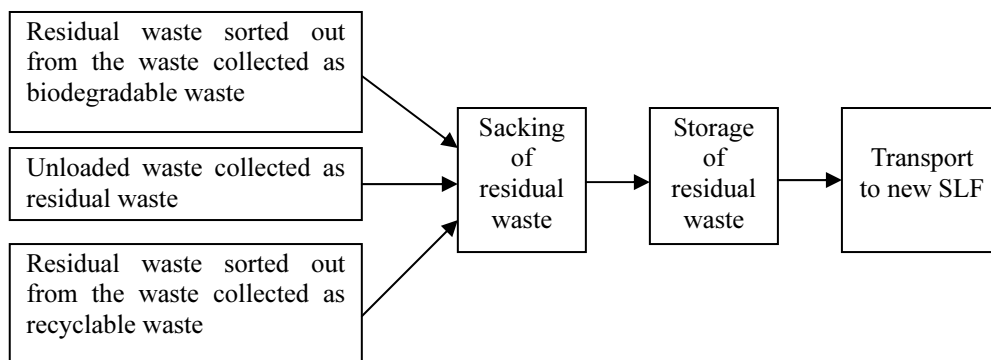 Residual waste sorted out
from the waste collected as
biodegradable waste
Unloaded waste collected as
residual waste
Residual waste sorted out
from the waste collected as
recyclable waste
Sacking
of
residual
waste
Storage
of
residual
waste
Transport
to new SLF